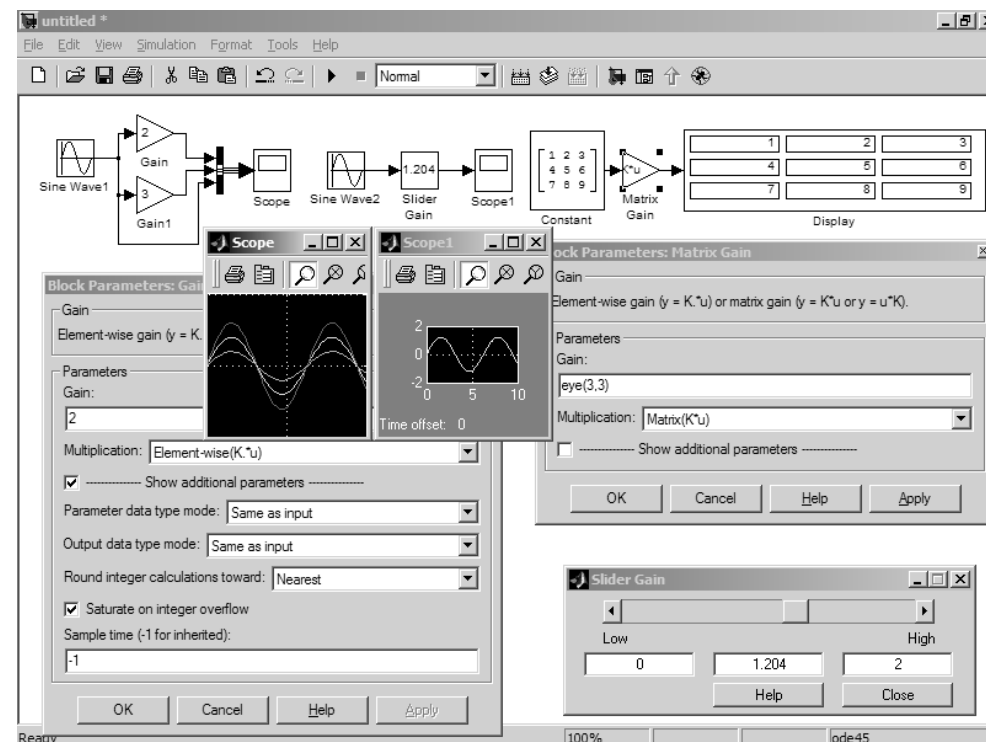 untitled *
File Edit View Simulation Format Tools Help
Normal
2
Gain
3
Gain1
Sine Wave1
Scope
Sine Wave2
1.204
Slider
Gain
Scope1
1 2 3
4 5 6
7 8 9
Constant
K*u
Matrix
Gain
1 2 3
4 5 6
7 8 9
Display
Scope
Scope1
2
0
-2
0 5 10
Time offset: 0
Block Parameters: Gai
Gain
Element-wise gain (y = K.
Parameters
Gain:
2
Multiplication: Element-wise(K.*u)
-------------- Show additional parameters --------------
Parameter data type mode: Same as input
Output data type mode: Same as input
Round integer calculations toward: Nearest
Saturate on integer overflow
Sample time (-1 for inherited):
-1
OK Cancel Help Apply
ock Parameters: Matrix Gain
Gain
Element-wise gain (y = K.*u) or matrix gain (y = K*u or y = u*K).
Parameters
Gain:
eye(3,3)
Multiplication: Matrix(K*u)
-------------- Show additional parameters --------------
OK Cancel Help Apply
Slider Gain
Low High
0 1.204 2
Help Close
Ready 100% ode45